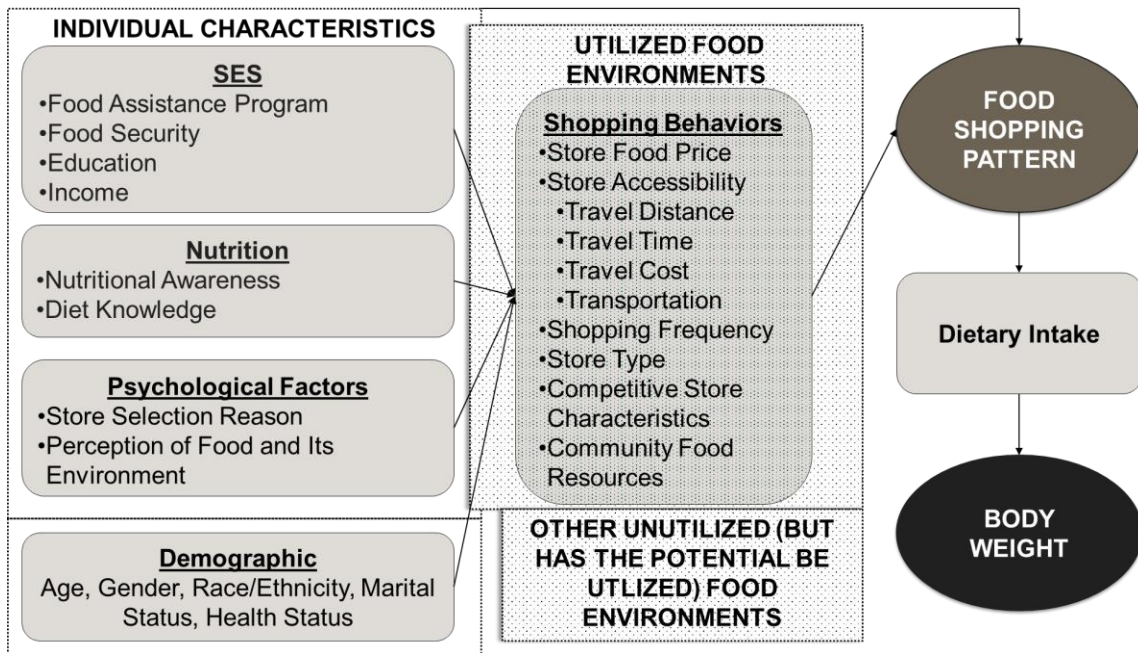 INDIVIDUAL CHARACTERISTICS
SES
•Food Assistance Program
•Food Security
•Education
•Income
Nutrition
•Nutritional Awareness
•Diet Knowledge
Psychological Factors
•Store Selection Reason
•Perception of Food and Its
Environment
Demographic
Age, Gender, Race/Ethnicity, Marital
Status, Health Status
UTILIZED FOOD
ENVIRONMENTS
Shopping Behaviors
•Store Food Price
•Store Accessibility
•Travel Distance
•Travel Time
•Travel Cost
•Transportation
•Shopping Frequency
•Store Type
•Competitive Store
Characteristics
•Community Food
Resources
OTHER UNUTILIZED (BUT
HAS THE POTENTIAL BE
UTLIZED) FOOD
ENVIRONMENTS
FOOD
SHOPPING
PATTERN
Dietary Intake
BODY
WEIGHT